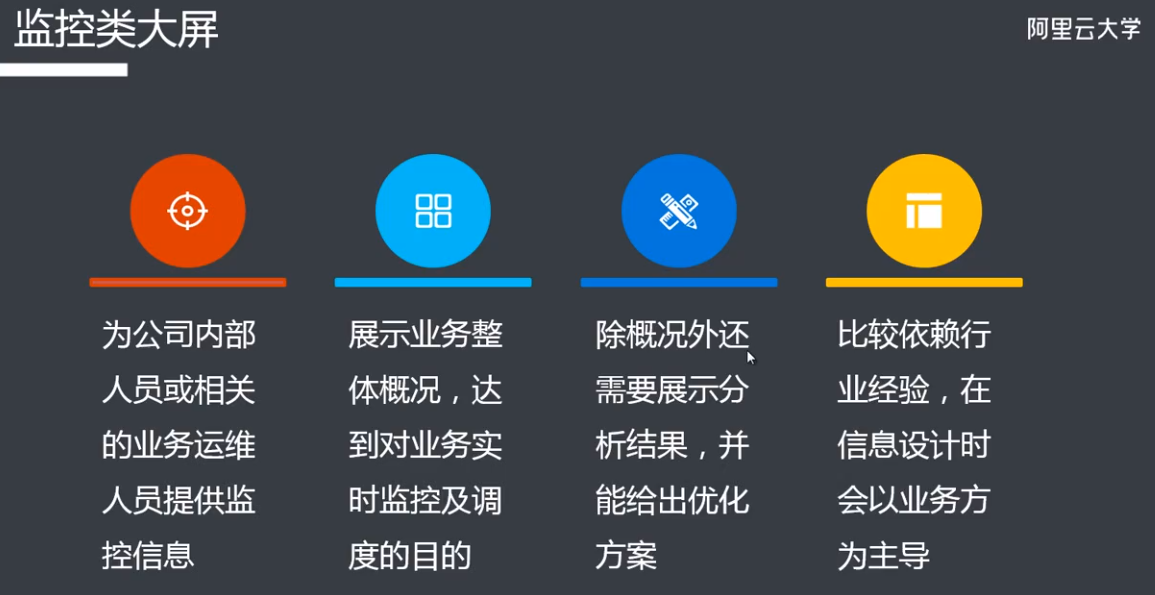 监控类大屏
阿里云大学
为公司内部
人员或相关
的业务运维
人员提供监
控信息
展示业务整
体概况，达
到对业务实
时监控及调
度的目的
除概况外还
需要展示分
析结果，并
能给出优化
方案
比较依赖行
业经验，在
信息设计时
会以业务方
为主导